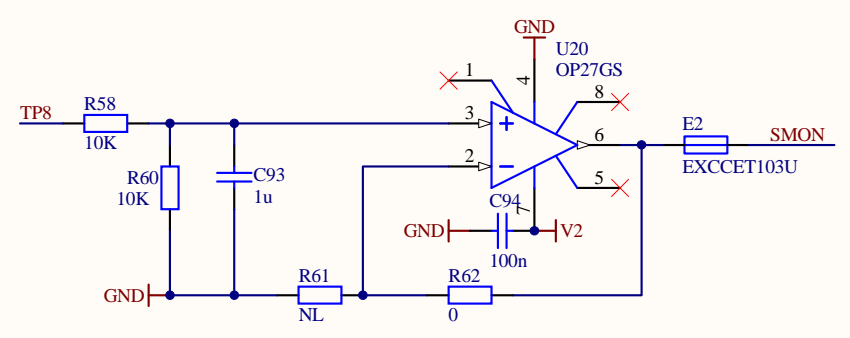 GND
U20
OP27GS
1
4
8
TP8
R58
10K
3
+
6
E2
SMON
EXCCET103U
2
−
5
R60
10K
C93
1u
C94
7
GND
V2
100n
GND
R61
NL
R62
0